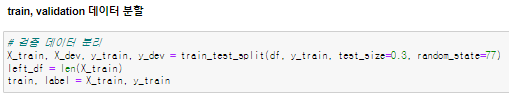 train, validation 데이터 분할
# 검증 데이터 분리
X_train, X_dev, y_train, y_dev = train_test_split(df, y_train, test_size=0.3, random_state=77)
left_df = len(X_train)
train, label = X_train, y_train